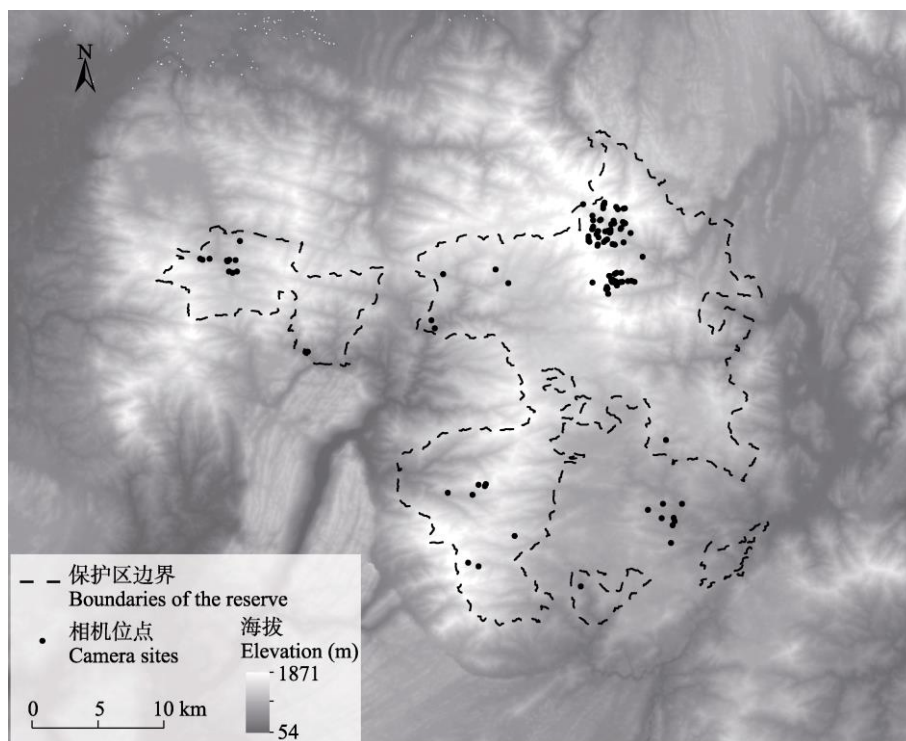 N
保护区边界
Boundaries of the reserve
相机位点
Camera sites
海拔
Elevation (m)
1871
54
0 5 10 km